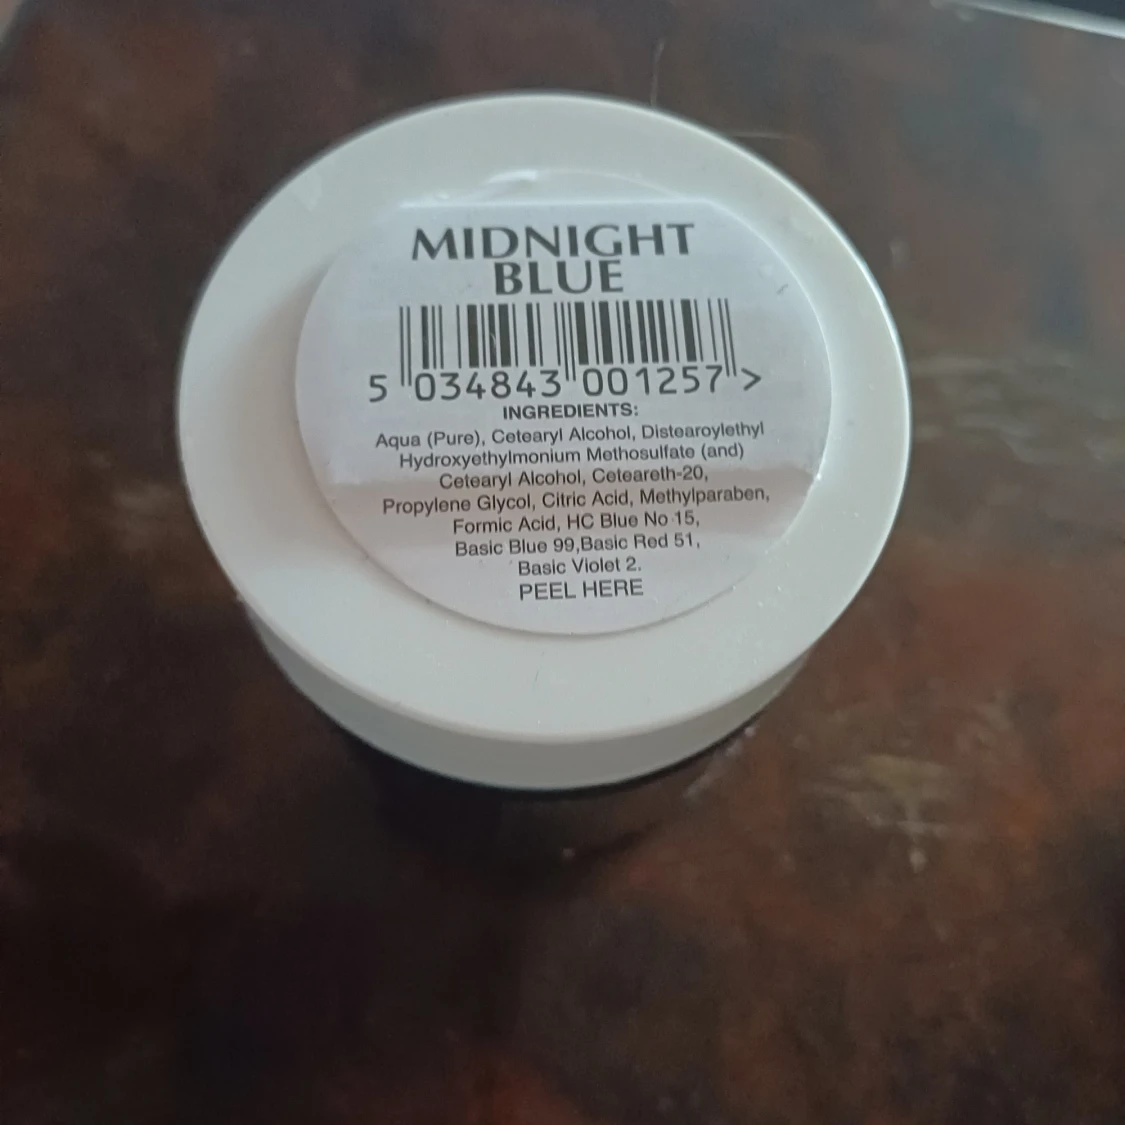 MIDNIGHT
BLUE
5 034843 001257 >
INGREDIENTS:
Aqua (Pure), Cetearyl Alcohol, Distearoylethyl
Hydroxyethylmonium Methosulfate (and)
Cetearyl Alcohol, Ceteareth-20,
Propylene Glycol, Citric Acid, Methylparaben,
Formic Acid, HC Blue No 15,
Basic Blue 99,Basic Red 51,
Basic Violet 2.
PEEL HERE